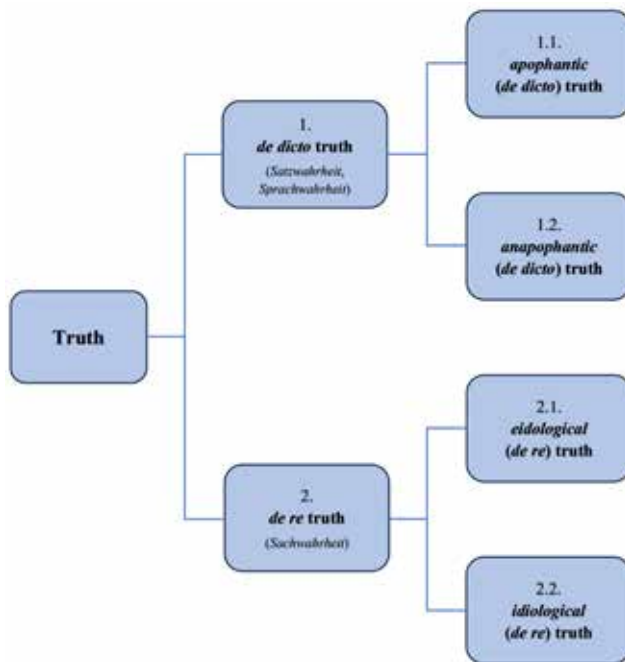 Truth
1.
de dicto truth
(Satzwahrheit,
Sprachwahrheit)
1.1.
apophantic
(de dicto) truth
1.2.
anapophantic
(de dicto) truth
2.
de re truth
(Sachwahrheit)
2.1.
eidological
(de re) truth
2.2.
idiological
(de re) truth